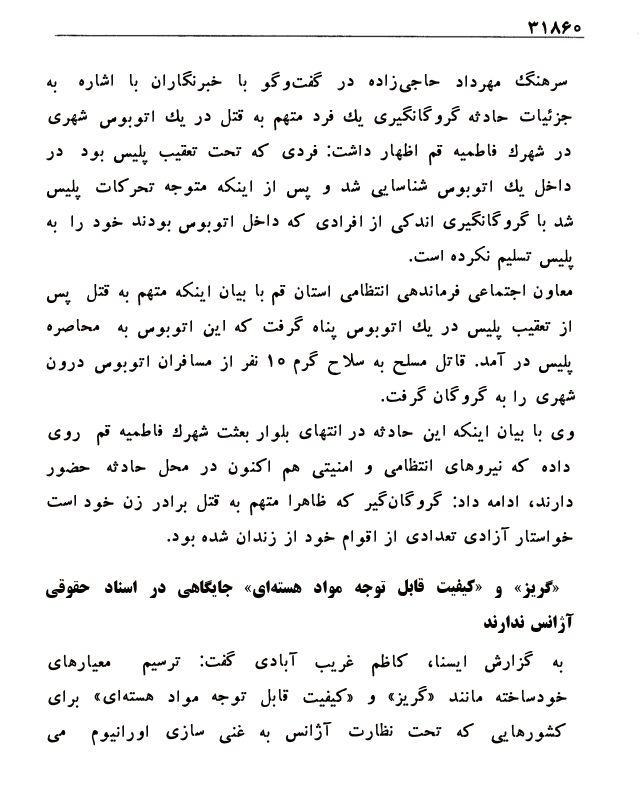 ۳۱۸۶۰
سرهنگ مهرداد حاجی‌زاده در گفت‌وگو با خبرنگاران با اشاره به
جزئیات حادثه گروگانگیری یك فرد متهم به قتل در یك اتوبوس شهری
در شهرك فاطمیه قم اظهار داشت: فردی که تحت تعقیب پلیس بود در
داخل یك اتوبوس شناسایی شد و پس از اینکه متوجه تحرکات پلیس
شد با گروگانگیری اندکی از افرادی که داخل اتوبوس بودند خود را به
پلیس تسلیم نکرده است.
معاون اجتماعی فرماندهی انتظامی استان قم با بیان اینکه متهم به قتل پس
از تعقیب پلیس در یك اتوبوس پناه گرفت که این اتوبوس به محاصره
پلیس در آمد. قاتل مسلح به سلاح گرم ۱۵ نفر از مسافران اتوبوس درون
شهری را به گروگان گرفت.
وی با بیان اینکه این حادثه در انتهای بلوار بعثت شهرك فاطمیه قم روی
داده که نیروهای انتظامی و امنیتی هم اکنون در محل حادثه حضور
دارند، ادامه داد: گروگان‌گیر که ظاهرا متهم به قتل برادر زن خود است
خواستار آزادی تعدادی از اقوام خود از زندان شده بود.
«گریز» و «کیفیت قابل توجه مواد هسته‌ای» جایگاهی در اسناد حقوقی
آژانس ندارند
به گزارش ایسنا، کاظم غریب آبادی گفت: ترسیم معیارهای
خودساخته مانند «گریز» و «کیفیت قابل توجه مواد هسته‌ای» برای
کشورهایی که تحت نظارت آژانس به غنی سازی اورانیوم می